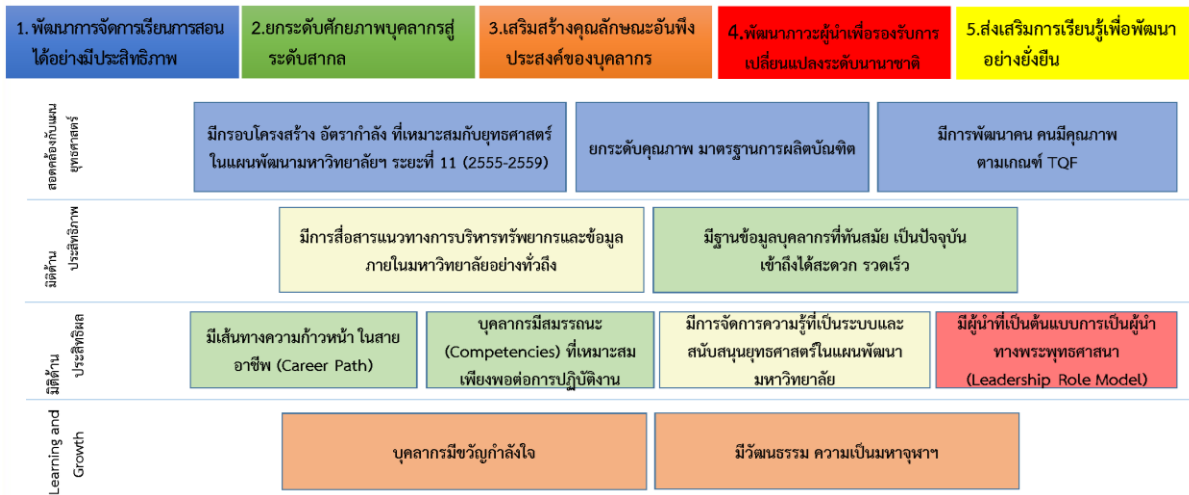 1. พัฒนาการจัดการเรียนการสอน
ได้อย่างมีประสิทธิภาพ
2.ยกระดับศักยภาพบุคลากรสู่
ระดับสากล
3.เสริมสร้างคุณลักษณะอันพึง
ประสงค์ของบุคลากร
4.พัฒนาภาวะผู้นำเพื่อรองรับการ
เปลี่ยนแปลงระดับนานาชาติ
5.ส่งเสริมการเรียนรู้เพื่อพัฒนา
อย่างยั่งยืน
สอดคล้องกับแผน
ยุทธศาสตร์
มีกรอบโครงสร้าง อัตรากำลัง ที่เหมาะสมกับยุทธศาสตร์
ในแผนพัฒนามหาวิทยาลัยฯ ระยะที่ 11 (2555-2559)
ยกระดับคุณภาพ มาตรฐานการผลิตบัณฑิต
มีการพัฒนาคน คนมีคุณภาพ
ตามเกณฑ์ TQF
มิติด้าน
ประสิทธิภาพ
มีการสื่อสารแนวทางการบริหารทรัพยากรและข้อมูล
ภายในมหาวิทยาลัยอย่างทั่วถึง
มีฐานข้อมูลบุคลากรที่ทันสมัย เป็นปัจจุบัน
เข้าถึงได้สะดวก รวดเร็ว
มิติด้าน
ประสิทธิผล
มีเส้นทางความก้าวหน้า ในสาย
อาชีพ (Career Path)
บุคลากรมีสมรรถนะ
(Competencies) ที่เหมาะสม
เพียงพอต่อการปฏิบัติงาน
มีการจัดการความรู้ที่เป็นระบบและ
สนับสนุนยุทธศาสตร์ในแผนพัฒนา
มหาวิทยาลัย
มีผู้นำที่เป็นต้นแบบการเป็นผู้นำ
ทางพระพุทธศาสนา
(Leadership Role Model)
Learning and
Growth
บุคลากรมีขวัญกำลังใจ
มีวัฒนธรรม ความเป็นมหาจุฬาฯ